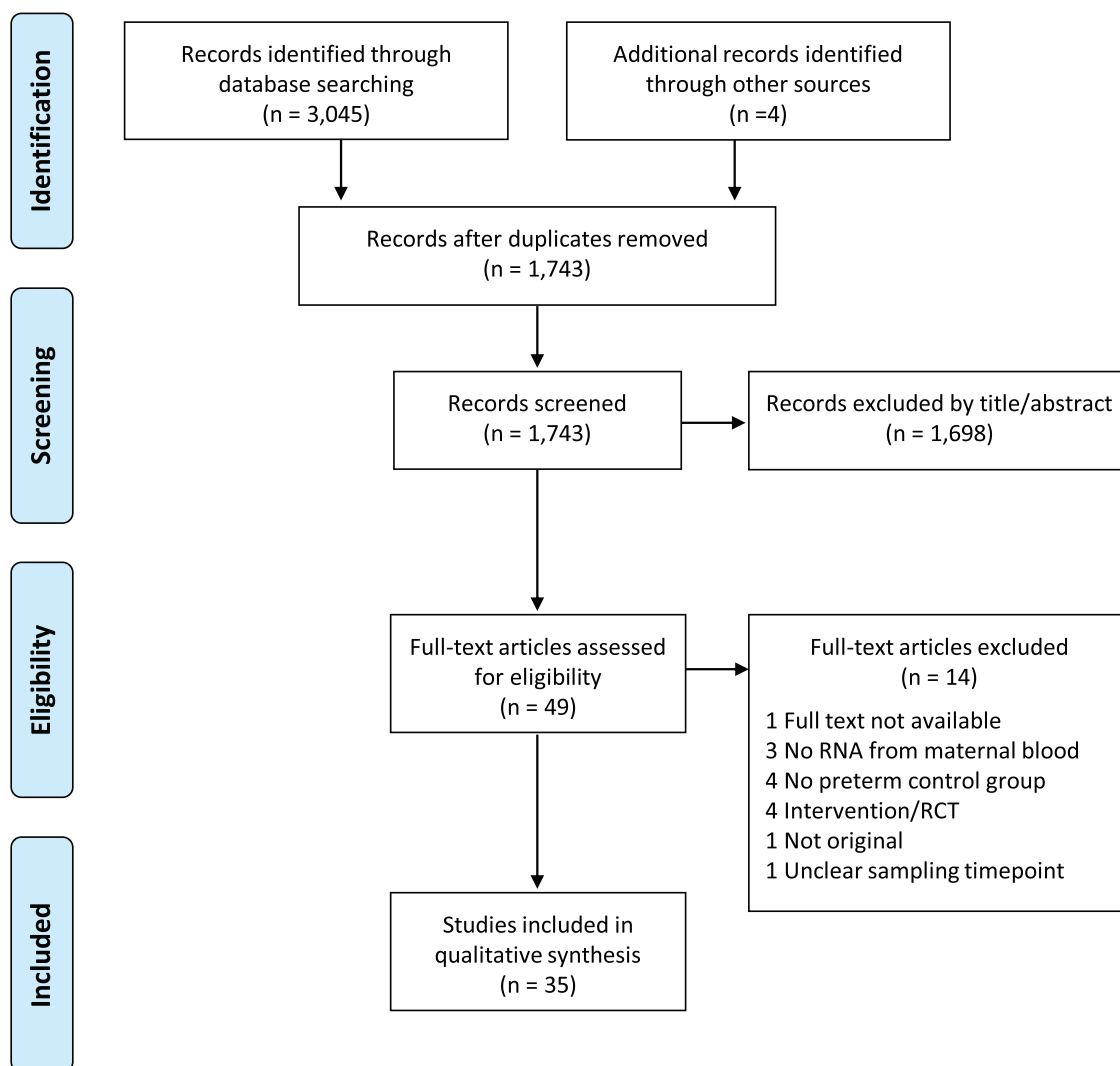 Identification
Records identified through
database searching
(n = 3,045)
Additional records identified
through other sources
(n =4)
Records after duplicates removed
(n = 1,743)
Screening
Records screened
(n = 1,743)
Records excluded by title/abstract
(n = 1,698)
Eligibility
Full-text articles assessed
for eligibility
(n = 49)
Full-text articles excluded
(n = 14)
1 Full text not available
3 No RNA from maternal blood
4 No preterm control group
4 Intervention/RCT
1 Not original
1 Unclear sampling timepoint
Included
Studies included in
qualitative synthesis
(n = 35)